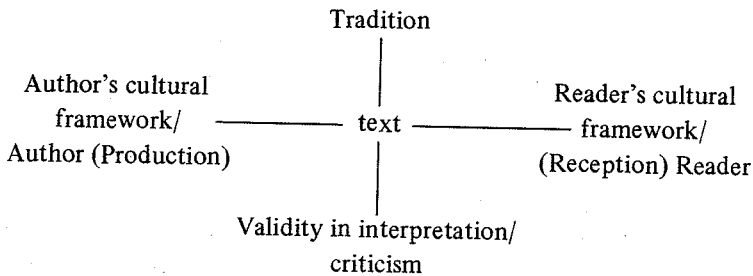 Tradition
Author's cultural
framework/
Author (Production)
text
Reader's cultural
framework/
(Reception) Reader
Validity in interpretation/
criticism